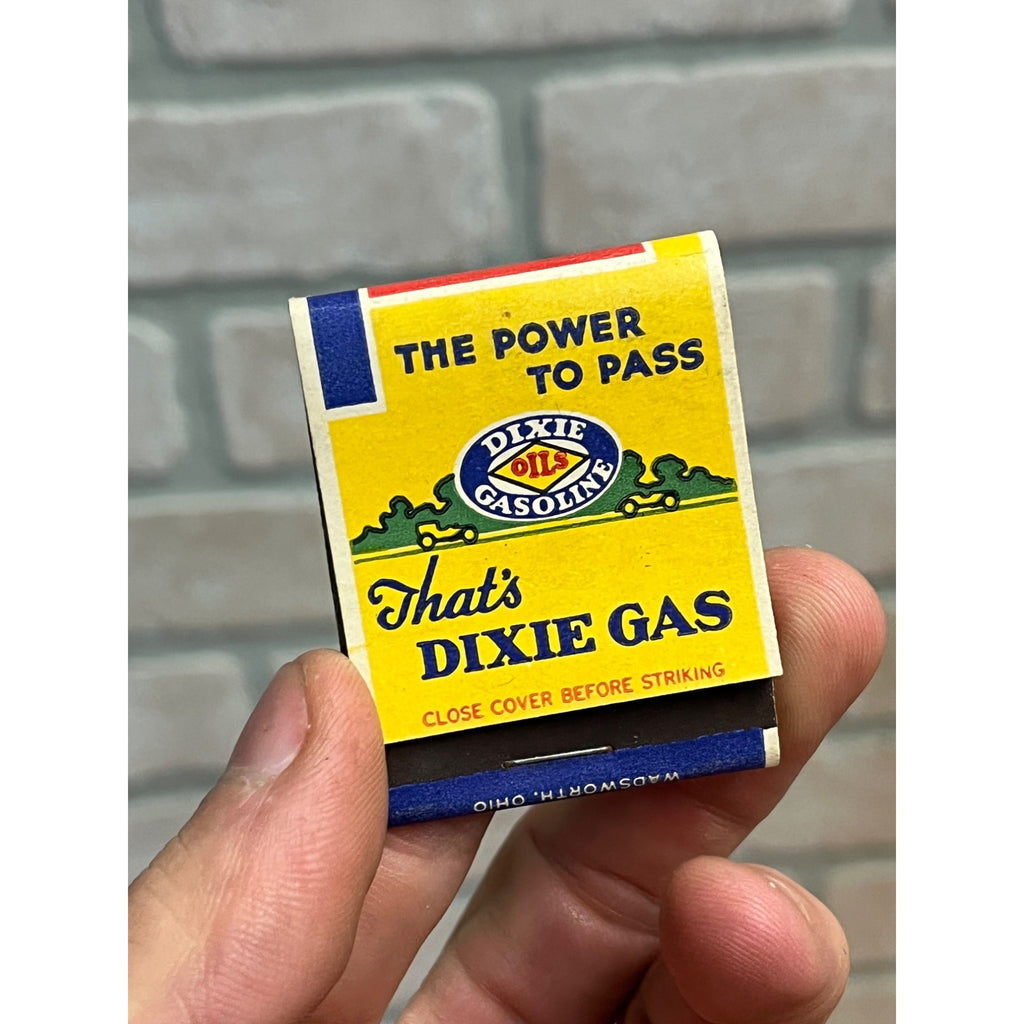 THE POWER
TO PASS
DIXIE
OILS
GASOLINE
That's
DIXIE GAS
CLOSE COVER BEFORE STRIKING
WADSWORTH, OHIO